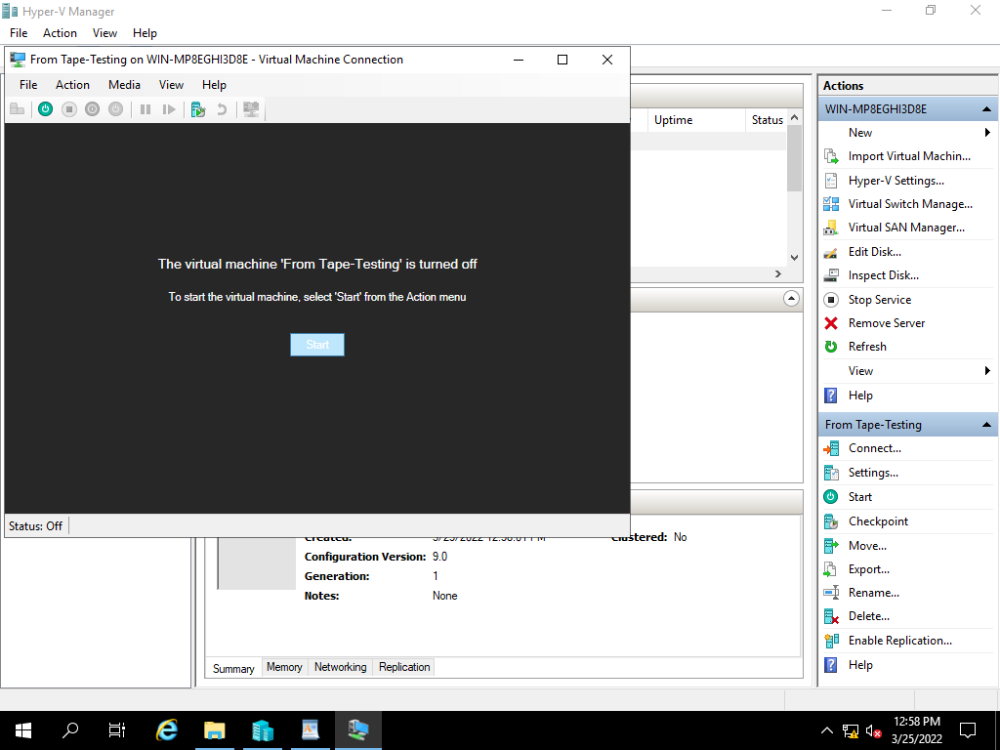 Hyper-V Manager
File Action View Help
From Tape-Testing on WIN-MP8EGHI3D8E - Virtual Machine Connection
File Action Media View Help
The virtual machine 'From Tape-Testing' is turned off
To start the virtual machine, select 'Start' from the Action menu
Start
Status: Off
Uptime Status
Created: Clustered: No
Configuration Version: 9.0
Generation: 1
Notes: None
Summary Memory Networking Replication
Actions
WIN-MP8EGHI3D8E
New
Import Virtual Machin...
Hyper-V Settings...
Virtual Switch Manage...
Virtual SAN Manager...
Edit Disk...
Inspect Disk...
Stop Service
Remove Server
Refresh
View
Help
From Tape-Testing
Connect...
Settings...
Start
Checkpoint
Move...
Export...
Rename...
Delete...
Enable Replication...
Help
12:58 PM
3/25/2022